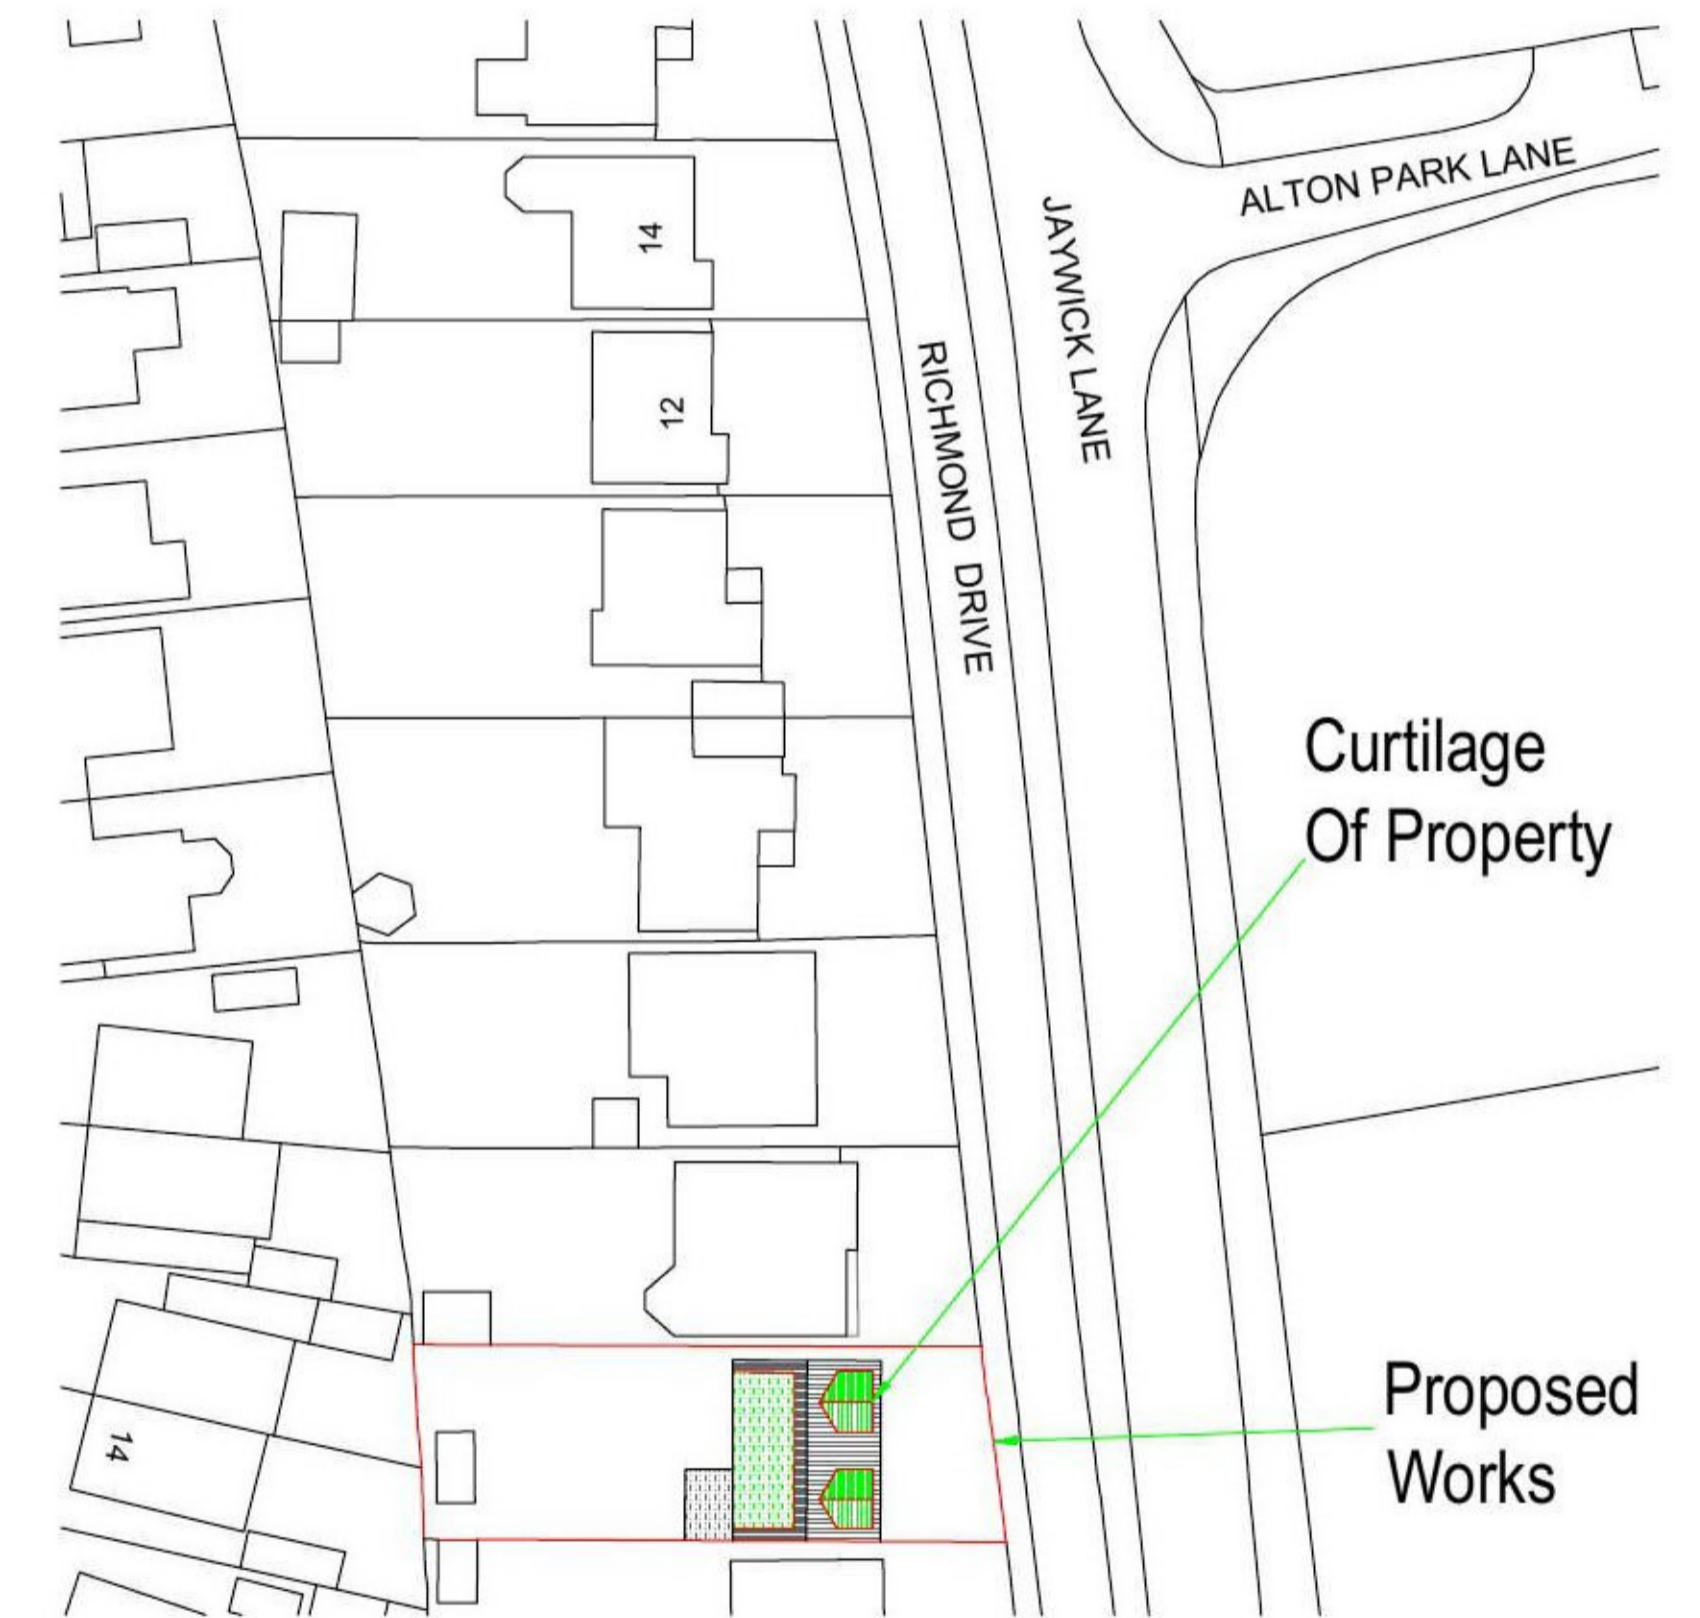 ALTON PARK LANE
JAYWICK LANE
RICHMOND DRIVE
14
12
Curtilage
Of Property
Proposed
Works
14